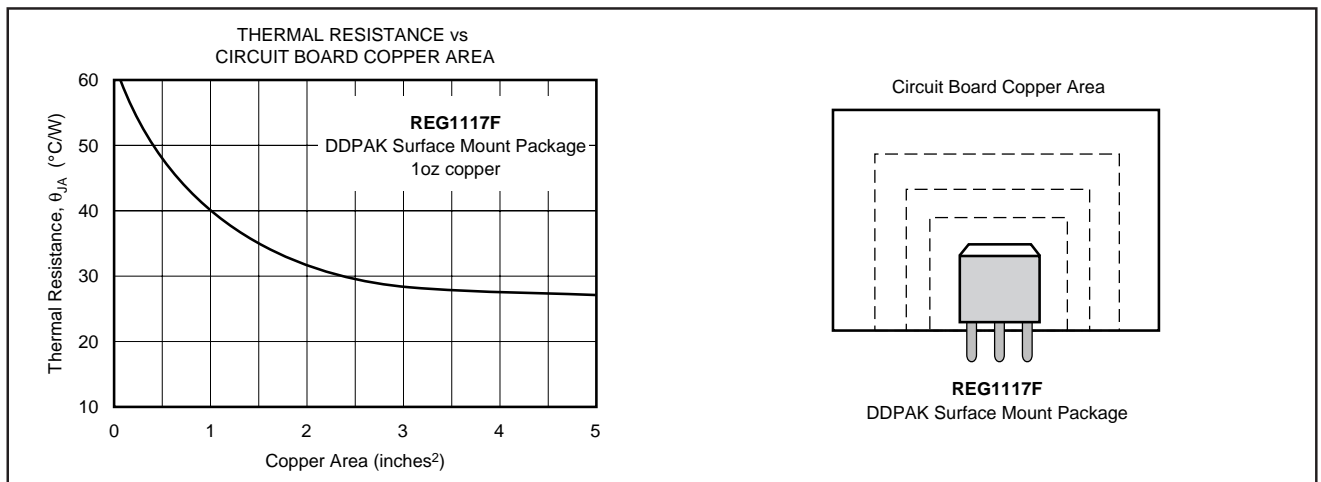 THERMAL RESISTANCE vs
CIRCUIT BOARD COPPER AREA
60
50
40
30
20
10
Thermal Resistance, θJA (°C/W)
REG1117F
DDPAK Surface Mount Package
1oz copper
0 1 2 3 4 5
Copper Area (inches²)
Circuit Board Copper Area
REG1117F
DDPAK Surface Mount Package